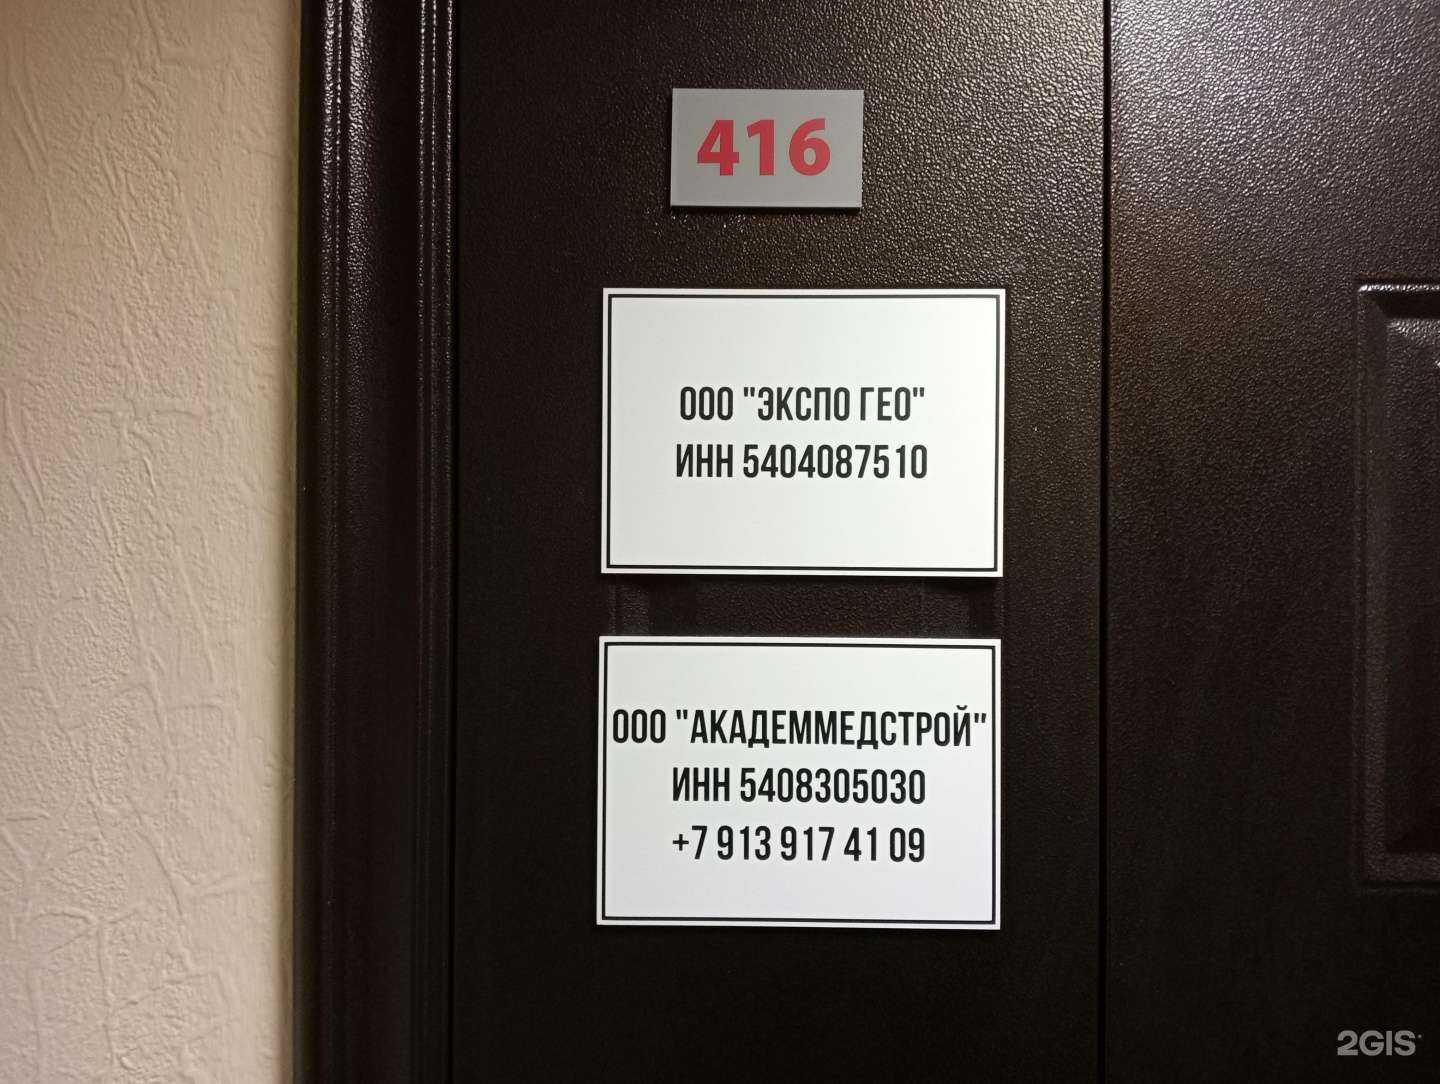 416
ООО "ЭКСПО ГЕО"
ИНН 5404087510
ООО "АКАДЕММЕДСТРОЙ"
ИНН 5408305030
+7 913 917 41 09
2GIS